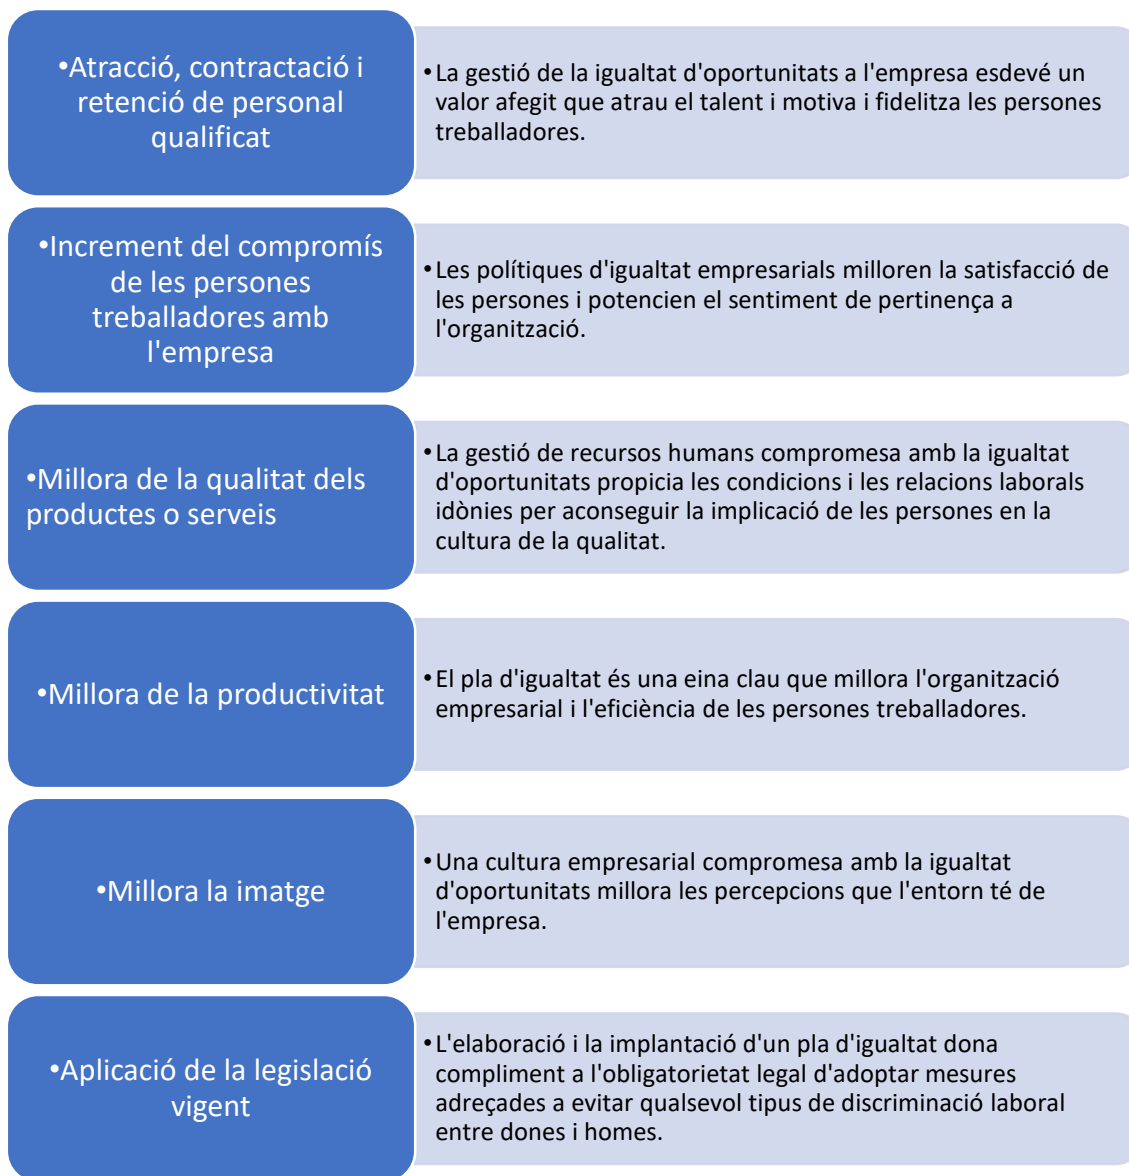 •Atracció, contractació i
retenció de personal
qualificat
•La gestió de la igualtat d'oportunitats a l'empresa esdevé un
valor afegit que atrau el talent i motiva i fidelitza les persones
treballadores.
•Increment del compromís
de les persones
treballadores amb
l'empresa
•Les polítiques d'igualtat empresarials milloren la satisfacció de
les persones i potencien el sentiment de pertinença a
l'organització.
•Millora de la qualitat dels
productes o serveis
•La gestió de recursos humans compromesa amb la igualtat
d'oportunitats propicia les condicions i les relacions laborals
idònies per aconseguir la implicació de les persones en la
cultura de la qualitat.
•Millora de la productivitat
•El pla d'igualtat és una eina clau que millora l'organització
empresarial i l'eficiència de les persones treballadores.
•Millora la imatge
•Una cultura empresarial compromesa amb la igualtat
d'oportunitats millora les percepcions que l'entorn té de
l'empresa.
•Aplicació de la legislació
vigent
•L'elaboració i la implantació d'un pla d'igualtat dona
compliment a l'obligatorietat legal d'adoptar mesures
adreçades a evitar qualsevol tipus de discriminació laboral
entre dones i homes.